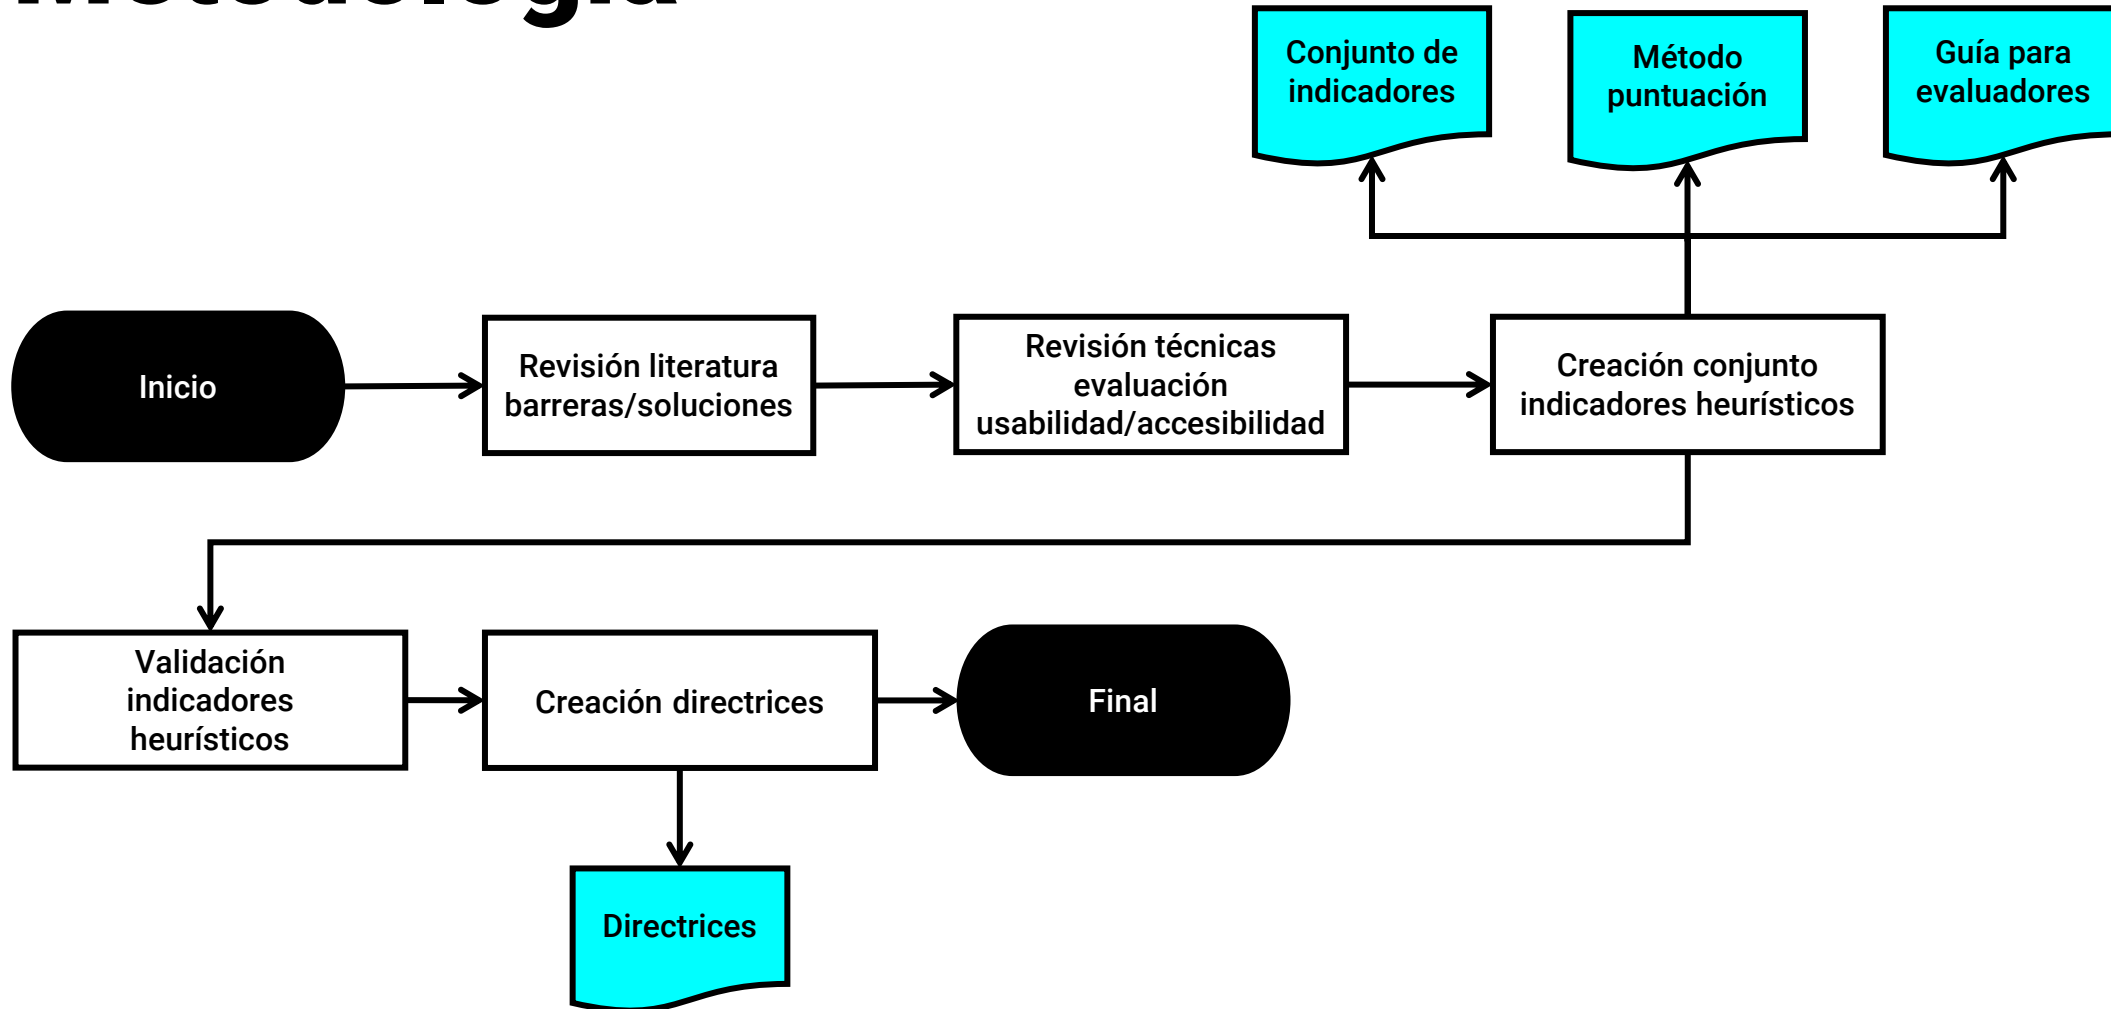 Metodología
Conjunto de
indicadores
Método
puntuación
Guía para
evaluadores
Inicio
Revisión literatura
barreras/soluciones
Revisión técnicas
evaluación
usabilidad/accesibilidad
Creación conjunto
indicadores heurísticos
Validación
indicadores
heurísticos
Creación directrices
Final
Directrices